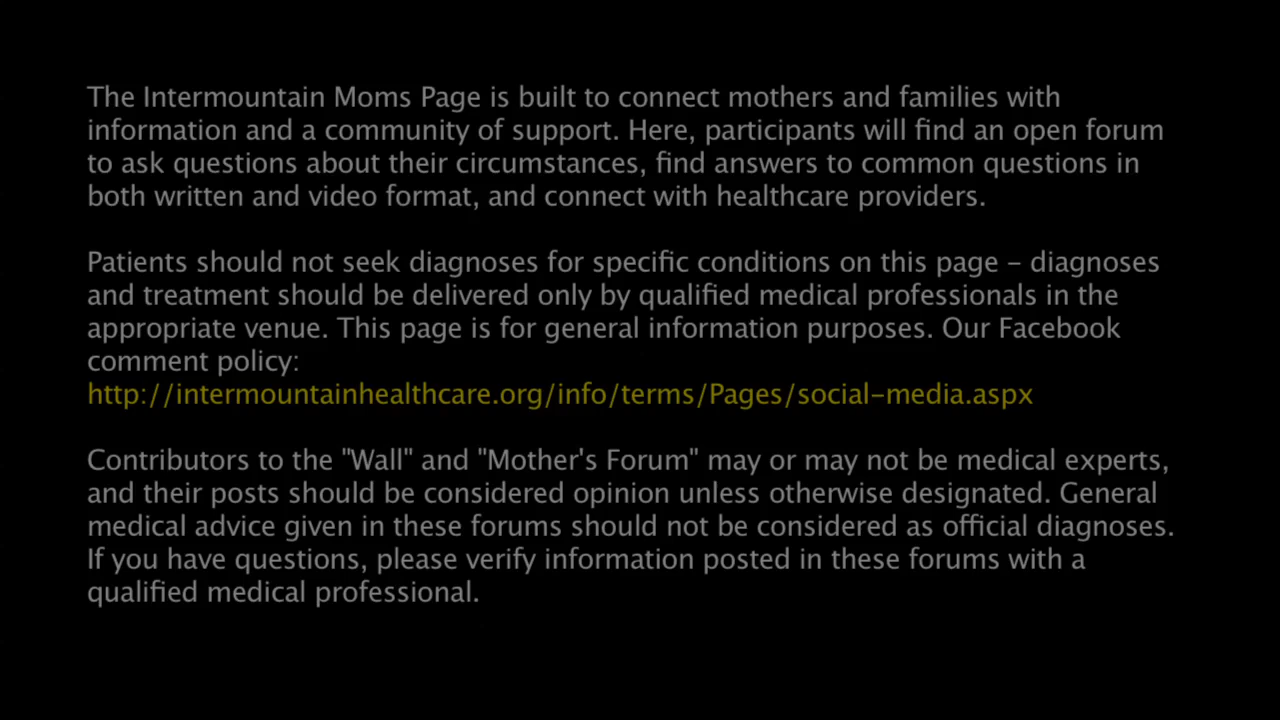 The Intermountain Moms Page is built to connect mothers and families with
information and a community of support. Here, participants will find an open forum
to ask questions about their circumstances, find answers to common questions in
both written and video format, and connect with healthcare providers.
Patients should not seek diagnoses for specific conditions on this page – diagnoses
and treatment should be delivered only by qualified medical professionals in the
appropriate venue. This page is for general information purposes. Our Facebook
comment policy:
http://intermountainhealthcare.org/info/terms/Pages/social-media.aspx
Contributors to the "Wall" and "Mother's Forum" may or may not be medical experts,
and their posts should be considered opinion unless otherwise designated. General
medical advice given in these forums should not be considered as official diagnoses.
If you have questions, please verify information posted in these forums with a
qualified medical professional.